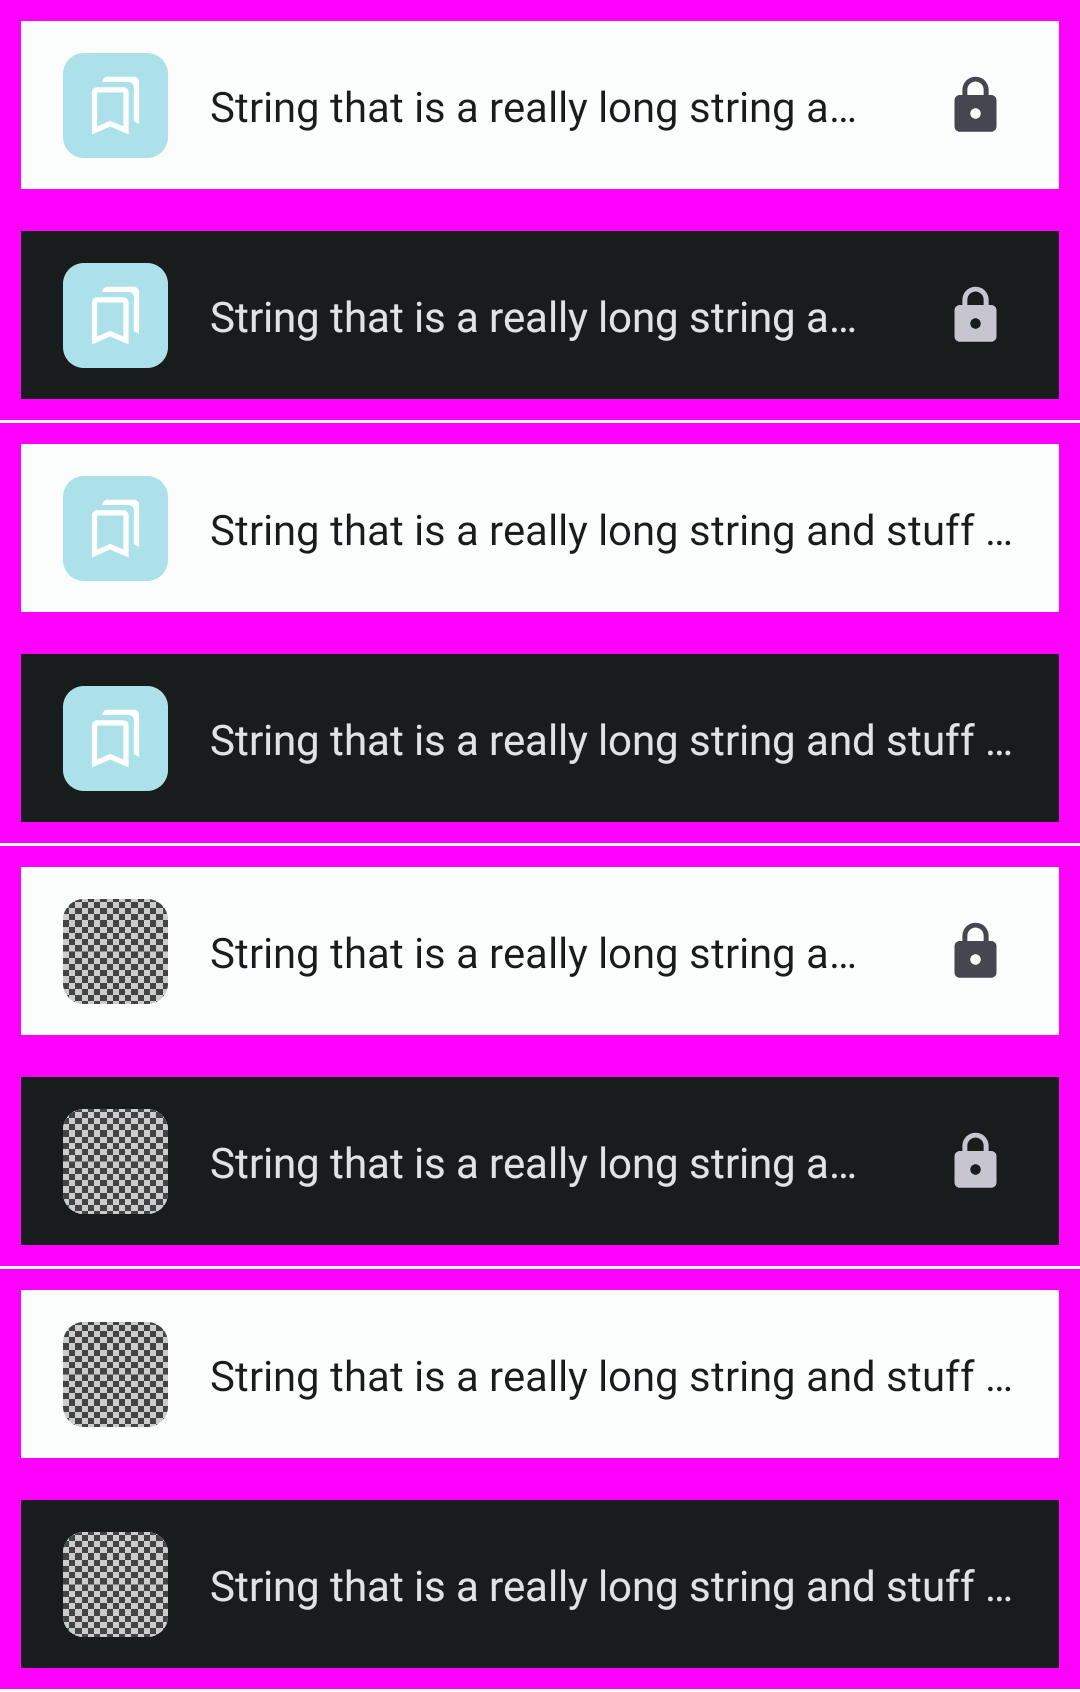 String that is a really long string a...
String that is a really long string a...
String that is a really long string and stuff ...
String that is a really long string and stuff ...
String that is a really long string a...
String that is a really long string a...
String that is a really long string and stuff ...
String that is a really long string and stuff ...